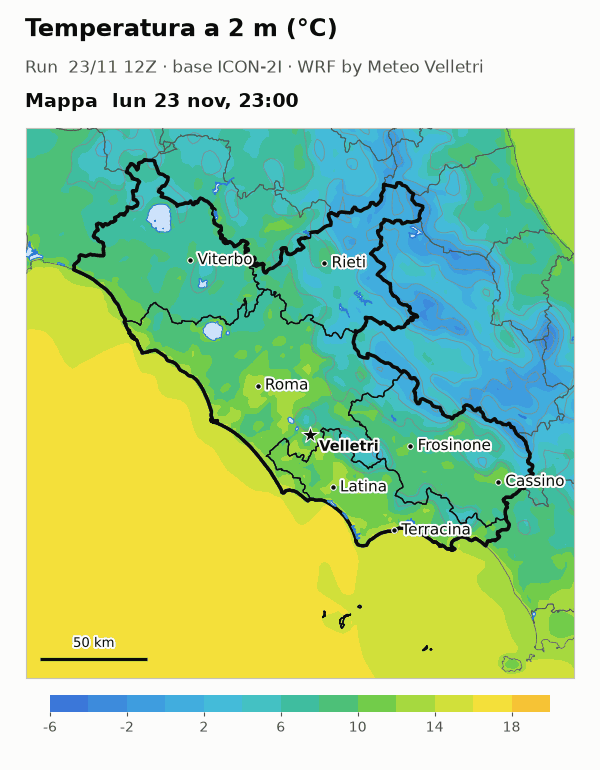 Temperatura a 2 m (°C)
Run  23/11 12Z · base ICON-2I · WRF by Meteo Velletri
Mappa  lun 23 nov, 23:00
Viterbo
Rieti
Roma
Velletri
Frosinone
Latina
Cassino
Terracina
50 km
-6 -2 2 6 10 14 18